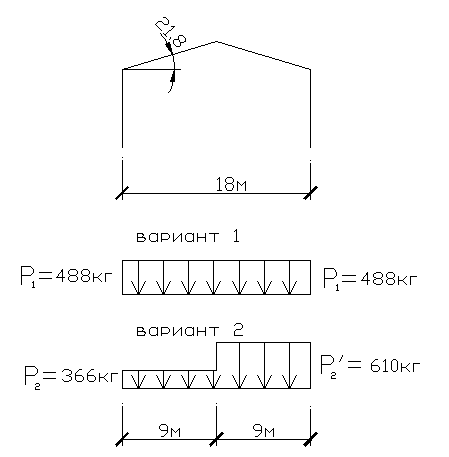 21,8
18м
вариант 1
P1=488кг
P1=488кг
вариант 2
P2=366кг
P2'= 610кг
9м 9м